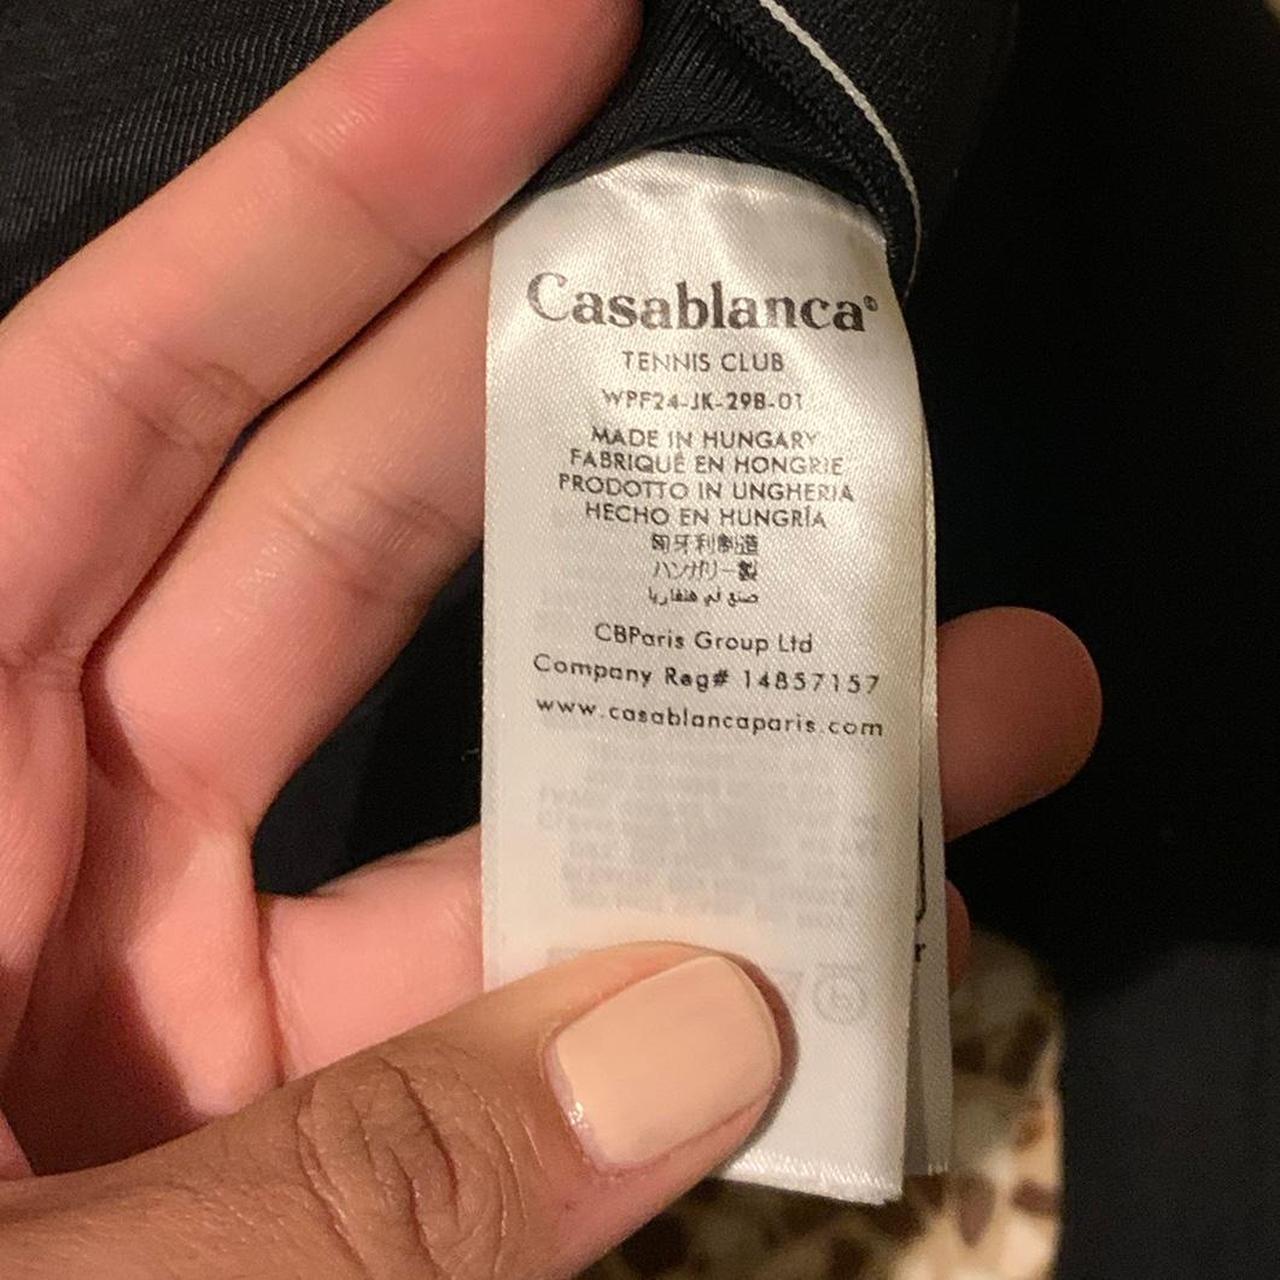 Casablanca®
TENNIS CLUB
WPF24-JK-298-01
MADE IN HUNGARY
FABRIQUÉ EN HONGRIE
PRODOTTO IN UNGHERIA
HECHO EN HUNGRÍA
匈牙利制造
ハンガリー製
صنع في هنغاريا
CBParis Group Ltd
Company Reg# 14857157
www.casablancaparis.com
r